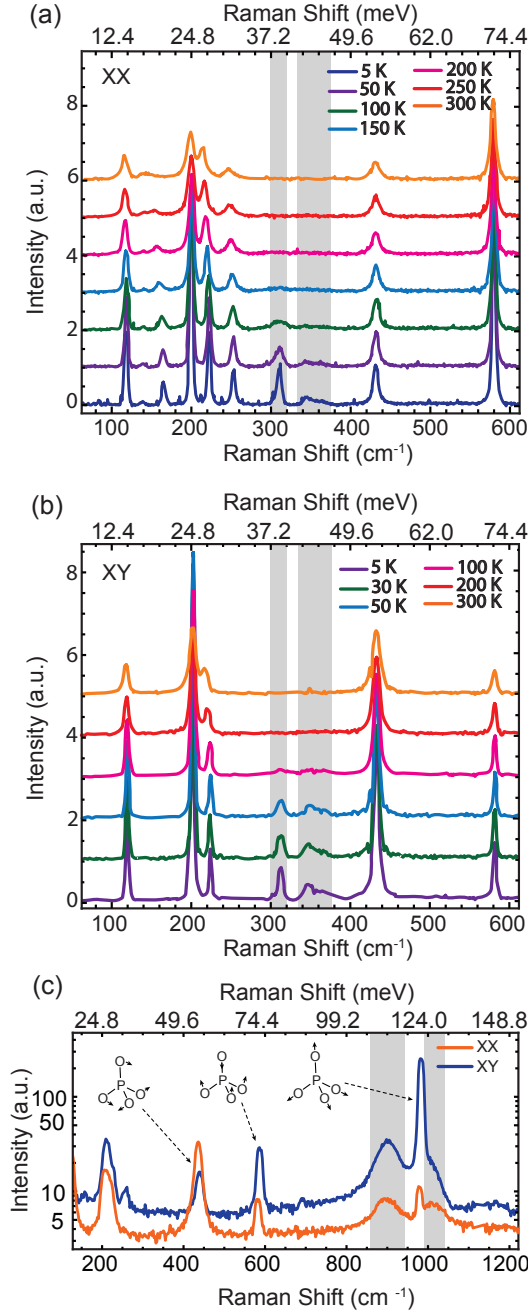 (a)
Raman Shift (meV)
12.4 24.8 37.2 49.6 62.0 74.4
XX
5 K 200 K
50 K 250 K
100 K 300 K
150 K
8
6
4
2
0
Intensity (a.u.)
100 200 300 400 500 600
Raman Shift (cm⁻¹)
(b)
Raman Shift (meV)
12.4 24.8 37.2 49.6 62.0 74.4
XY
5 K 100 K
30 K 200 K
50 K 300 K
8
6
4
2
0
Intensity (a.u.)
100 200 300 400 500 600
Raman Shift (cm⁻¹)
(c)
Raman Shift (meV)
24.8 49.6 74.4 99.2 124.0 148.8
XX
XY
O
P
O O
O
O
P
O O
O
O
P
O O
O
100
50
10
5
Intensity (a.u.)
200 400 600 800 1000 1200
Raman Shift (cm⁻¹)